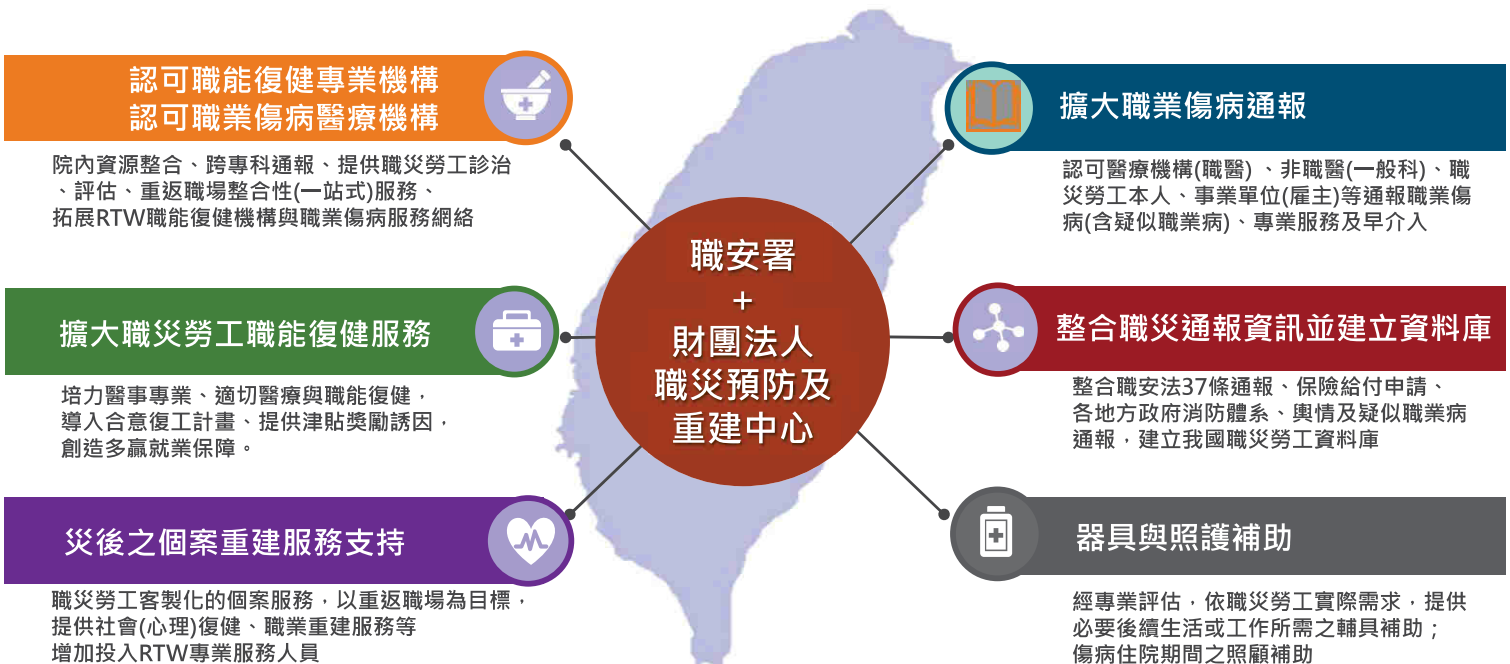 認可職能復健專業機構
認可職業傷病醫療機構
院內資源整合、跨專科通報、提供職災勞工診治
、評估、重返職場整合性(一站式)服務、
拓展RTW職能復健機構與職業傷病服務網絡
擴大職災勞工職能復健服務
培力醫事專業、適切醫療與職能復健，
導入合意復工計畫、提供津貼獎勵誘因，
創造多贏就業保障。
災後之個案重建服務支持
職災勞工客製化的個案服務，以重返職場為目標，
提供社會(心理)復健、職業重建服務等
增加投入RTW專業服務人員
職安署
+
財團法人
職災預防及
重建中心
擴大職業傷病通報
認可醫療機構(職醫) 、非職醫(一般科)、職
災勞工本人、事業單位(雇主)等通報職業傷
病(含疑似職業病)、專業服務及早介入
整合職災通報資訊並建立資料庫
整合職安法37條通報、保險給付申請、
各地方政府消防體系、輿情及疑似職業病
通報，建立我國職災勞工資料庫
器具與照護補助
經專業評估，依職災勞工實際需求，提供
必要後續生活或工作所需之輔具補助；
傷病住院期間之照顧補助